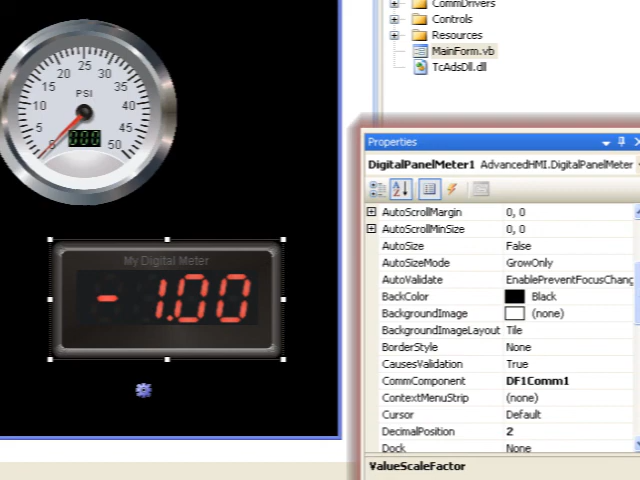 CommDrivers
Controls
Resources
MainForm.vb
TcAdsDll.dll
25
20
30
15
35
PSI
10
40
5
000
45
0
50
My Digital Meter
- 1.00
Properties
DigitalPanelMeter1 AdvancedHMI.DigitalPanelMeter
AutoScrollMargin 0, 0
AutoScrollMinSize 0, 0
AutoSize False
AutoSizeMode GrowOnly
AutoValidate EnablePreventFocusChang
BackColor Black
BackgroundImage (none)
BackgroundImageLayout Tile
BorderStyle None
CausesValidation True
CommComponent DF1Comm1
ContextMenuStrip (none)
Cursor Default
DecimalPosition 2
Dock None
ValueScaleFactor